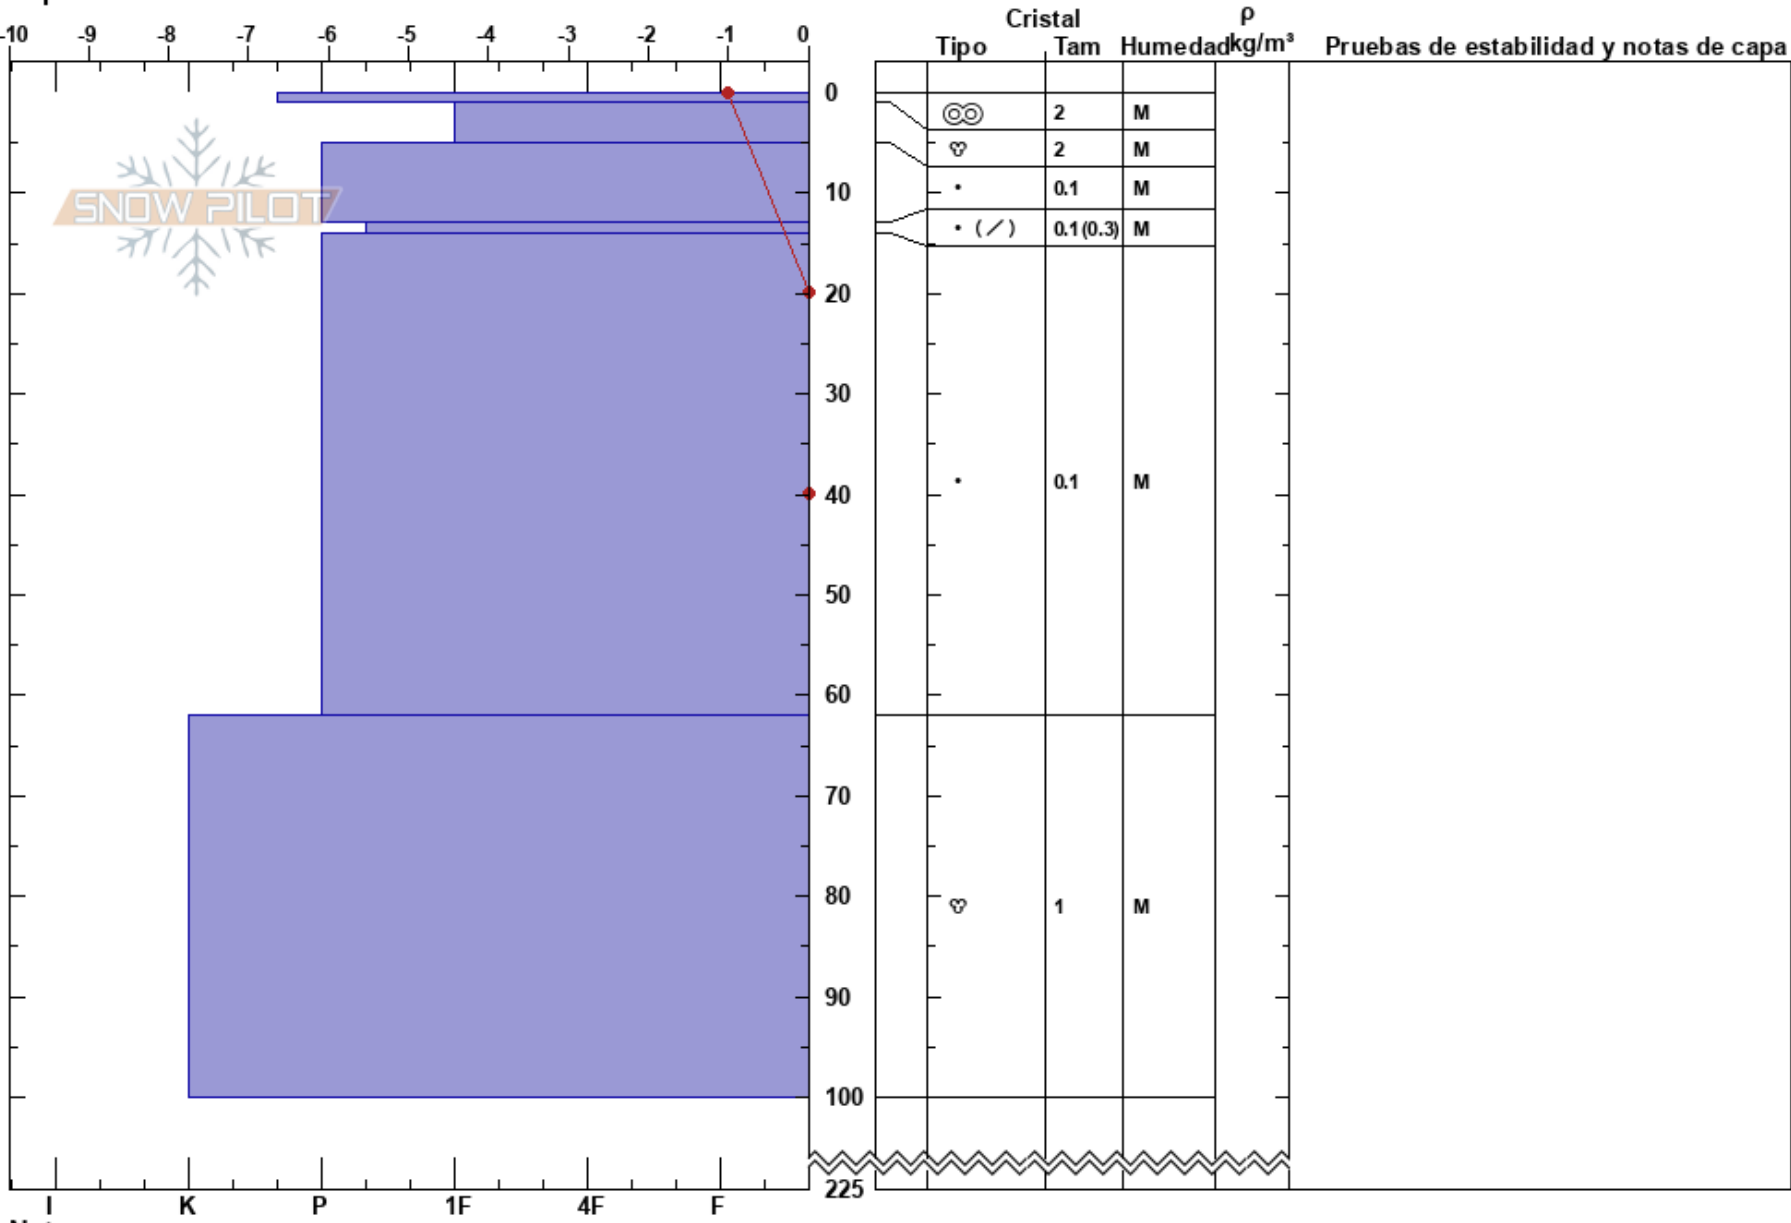 Cristal ρ
-10 -9 -8 -7 -6 -5 -4 -3 -2 -1 0 Tipo Tam Humedad kg/m³ Pruebas de estabilidad y notas de capa
0
2 M
2 M
SNOW PILOT 10 0.1 M
( ) 0.1(0.3) M
20
30
0.1 M
40
50
60
70
80
1 M
90
100
225
I K P 1F 4F F